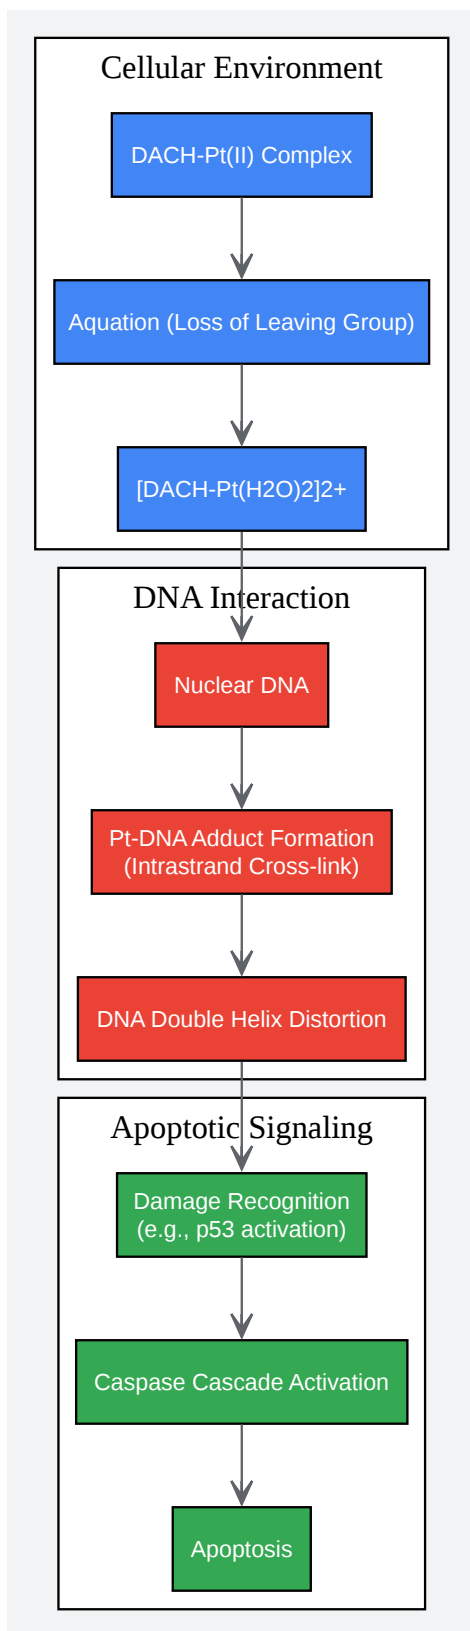 Cellular Environment
DACH-Pt(II) Complex
Aquation (Loss of Leaving Group)
[DACH-Pt(H2O)2]2+
DNA Interaction
Nuclear DNA
Pt-DNA Adduct Formation
(Intrastrand Cross-link)
DNA Double Helix Distortion
Apoptotic Signaling
Damage Recognition
(e.g., p53 activation)
Caspase Cascade Activation
Apoptosis